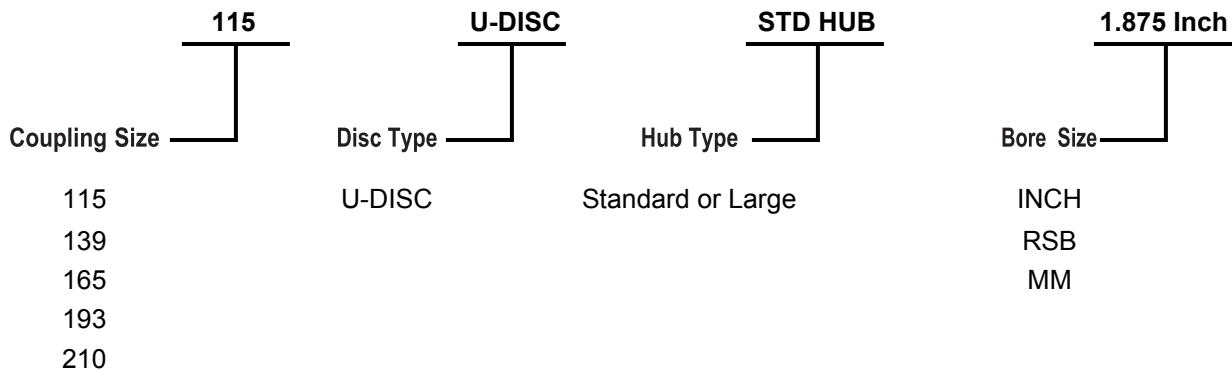 115 U-DISC STD HUB 1.875 Inch
Coupling Size Disc Type Hub Type Bore Size
115 U-DISC Standard or Large INCH
139 RSB
165 MM
193
210